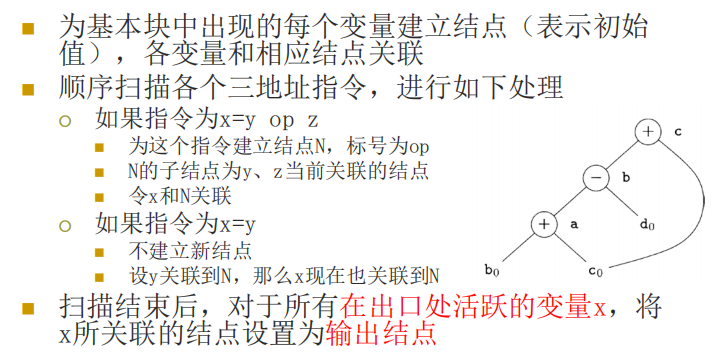 为基本块中出现的每个变量建立结点（表示初始
值），各变量和相应结点关联
顺序扫描各个三地址指令，进行如下处理
如果指令为x=y op z
为这个指令建立结点N，标号为op
N的子结点为y、z当前关联的结点
令x和N关联
如果指令为x=y
不建立新结点
设y关联到N，那么x现在也关联到N
扫描结束后，对于所有在出口处活跃的变量x，将
x所关联的结点设置为输出结点
+ c
− b
+ a
d₀
b₀
c₀